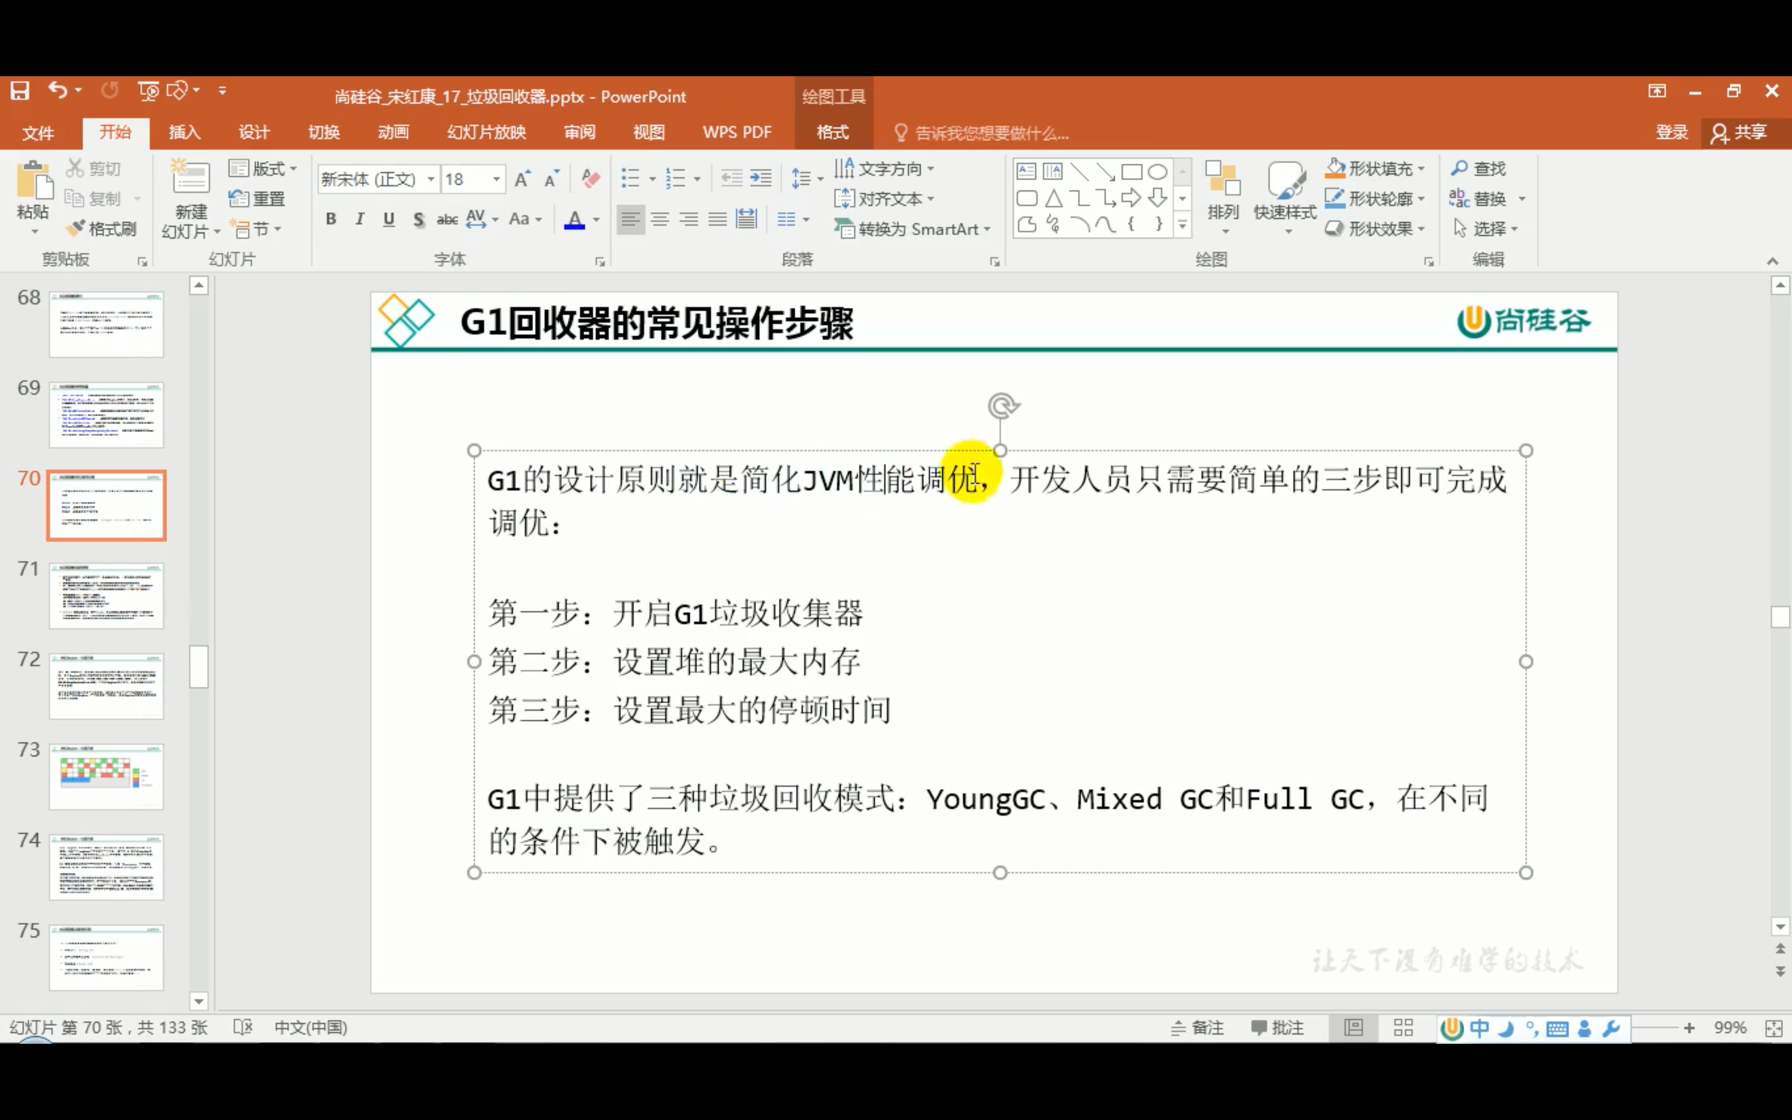 尚硅谷_宋红康_17_垃圾回收器.pptx - PowerPoint
绘图工具
文件
开始
插入
设计
切换
动画
幻灯片放映
审阅
视图
WPS PDF
格式
告诉我您想要做什么...
登录
共享
粘贴
剪切
复制
格式刷
剪贴板
新建
幻灯片
版式
重置
节
幻灯片
新宋体 (正文)
18
B I U S abc AV Aa A
字体
文字方向
对齐文本
转换为 SmartArt
段落
排列
快速样式
形状填充
形状轮廓
形状效果
绘图
查找
替换
选择
编辑
68
69
70
71
72
73
74
75
G1回收器的常见操作步骤
尚硅谷
G1的设计原则就是简化JVM性能调优，开发人员只需要简单的三步即可完成
调优：
第一步：开启G1垃圾收集器
第二步：设置堆的最大内存
第三步：设置最大的停顿时间
G1中提供了三种垃圾回收模式：YoungGC、Mixed GC和Full GC，在不同
的条件下被触发。
让天下没有难学的技术
幻灯片 第 70 张，共 133 张
中文(中国)
备注
批注
中
99%